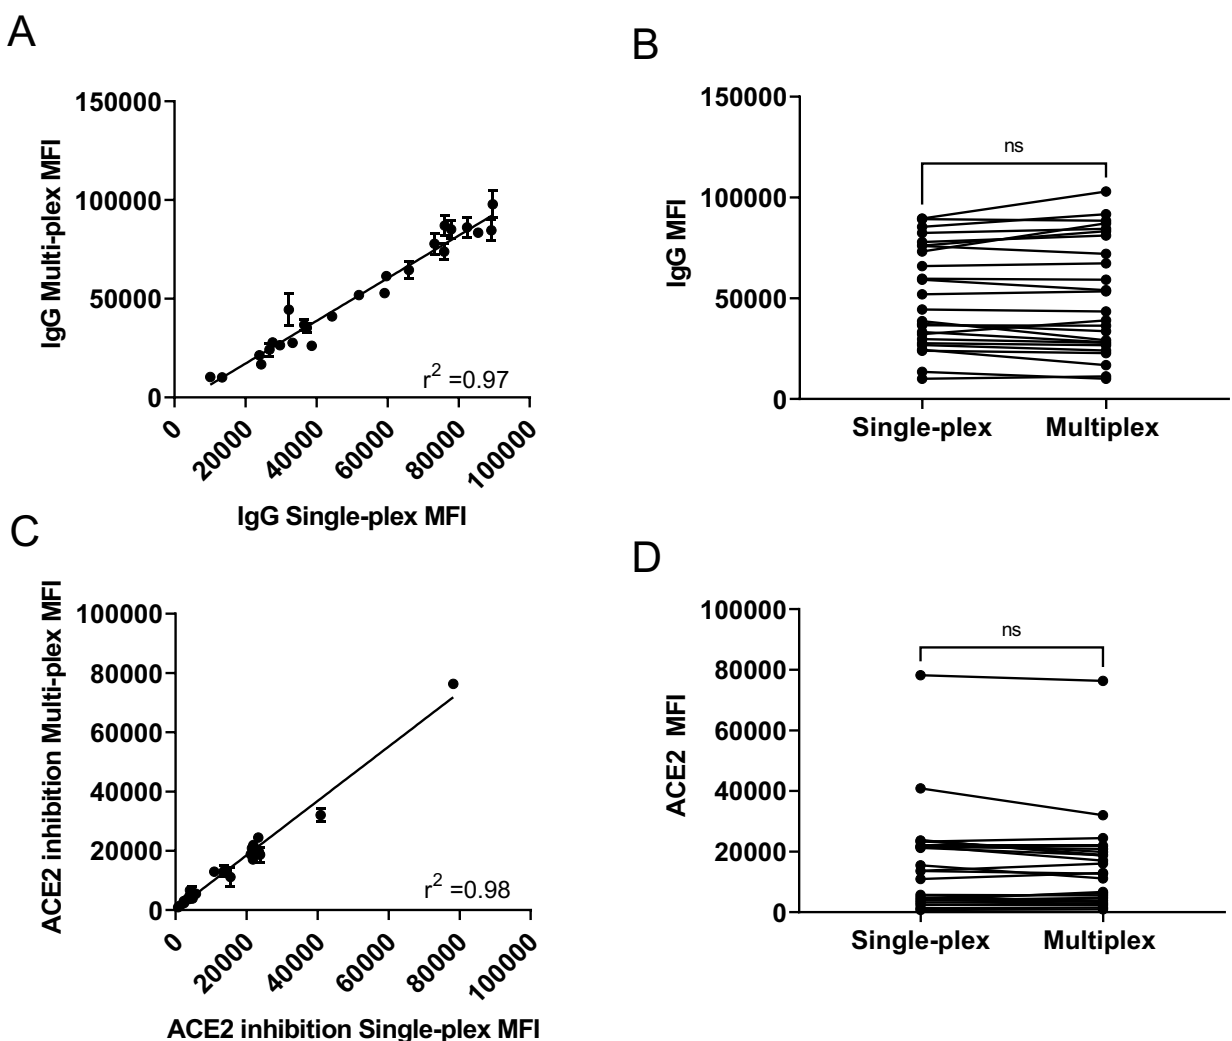 A
IgG Multi-plex MFI
150000
100000
50000
0
r2 =0.97
0
20000
40000
60000
80000
100000
IgG Single-plex MFI
B
IgG MFI
150000
100000
50000
0
ns
Single-plex
Multiplex
C
ACE2 inhibition Multi-plex MFI
100000
80000
60000
40000
20000
0
r2 =0.98
0
20000
40000
60000
80000
100000
ACE2 inhibition Single-plex MFI
D
ACE2 MFI
100000
80000
60000
40000
20000
0
ns
Single-plex
Multiplex